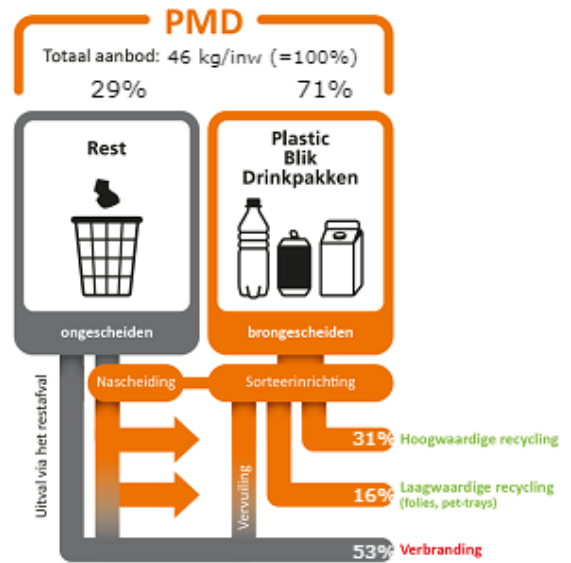 PMD
Totaal aanbod: 46 kg/inw (=100%)
29%
71%
Rest
Plastic
Blik
Drinkpakken
ongescheiden
brongescheiden
Nascheiding
Sorteerinrichting
Uitval via het restafval
Vervuiling
31% Hoogwaardige recycling
16% Laagwaardige recycling
(folies, pet-trays)
53% Verbranding